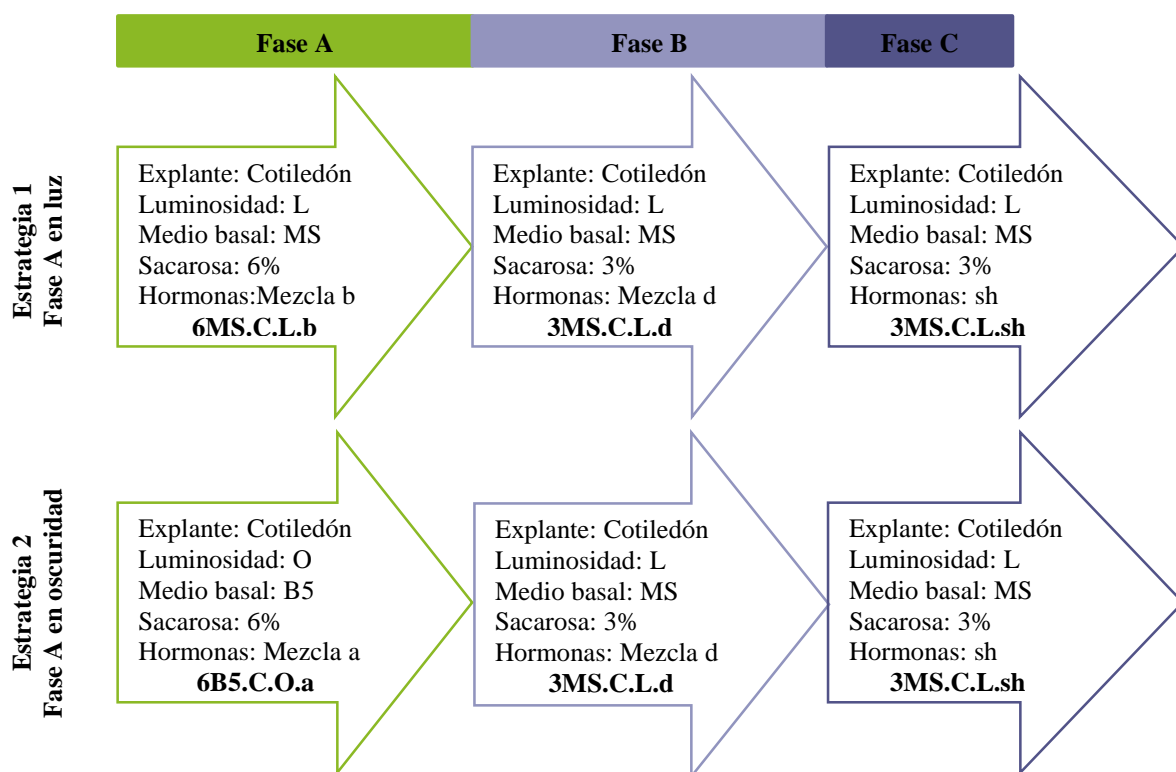 Fase A
Fase B
Fase C
Estrategia 1
Fase A en luz
Explante: Cotiledón
Luminosidad: L
Medio basal: MS
Sacarosa: 6%
Hormonas:Mezcla b
6MS.C.L.b
Explante: Cotiledón
Luminosidad: L
Medio basal: MS
Sacarosa: 3%
Hormonas: Mezcla d
3MS.C.L.d
Explante: Cotiledón
Luminosidad: L
Medio basal: MS
Sacarosa: 3%
Hormonas: sh
3MS.C.L.sh
Estrategia 2
Fase A en oscuridad
Explante: Cotiledón
Luminosidad: O
Medio basal: B5
Sacarosa: 6%
Hormonas: Mezcla a
6B5.C.O.a
Explante: Cotiledón
Luminosidad: L
Medio basal: MS
Sacarosa: 3%
Hormonas: Mezcla d
3MS.C.L.d
Explante: Cotiledón
Luminosidad: L
Medio basal: MS
Sacarosa: 3%
Hormonas: sh
3MS.C.L.sh